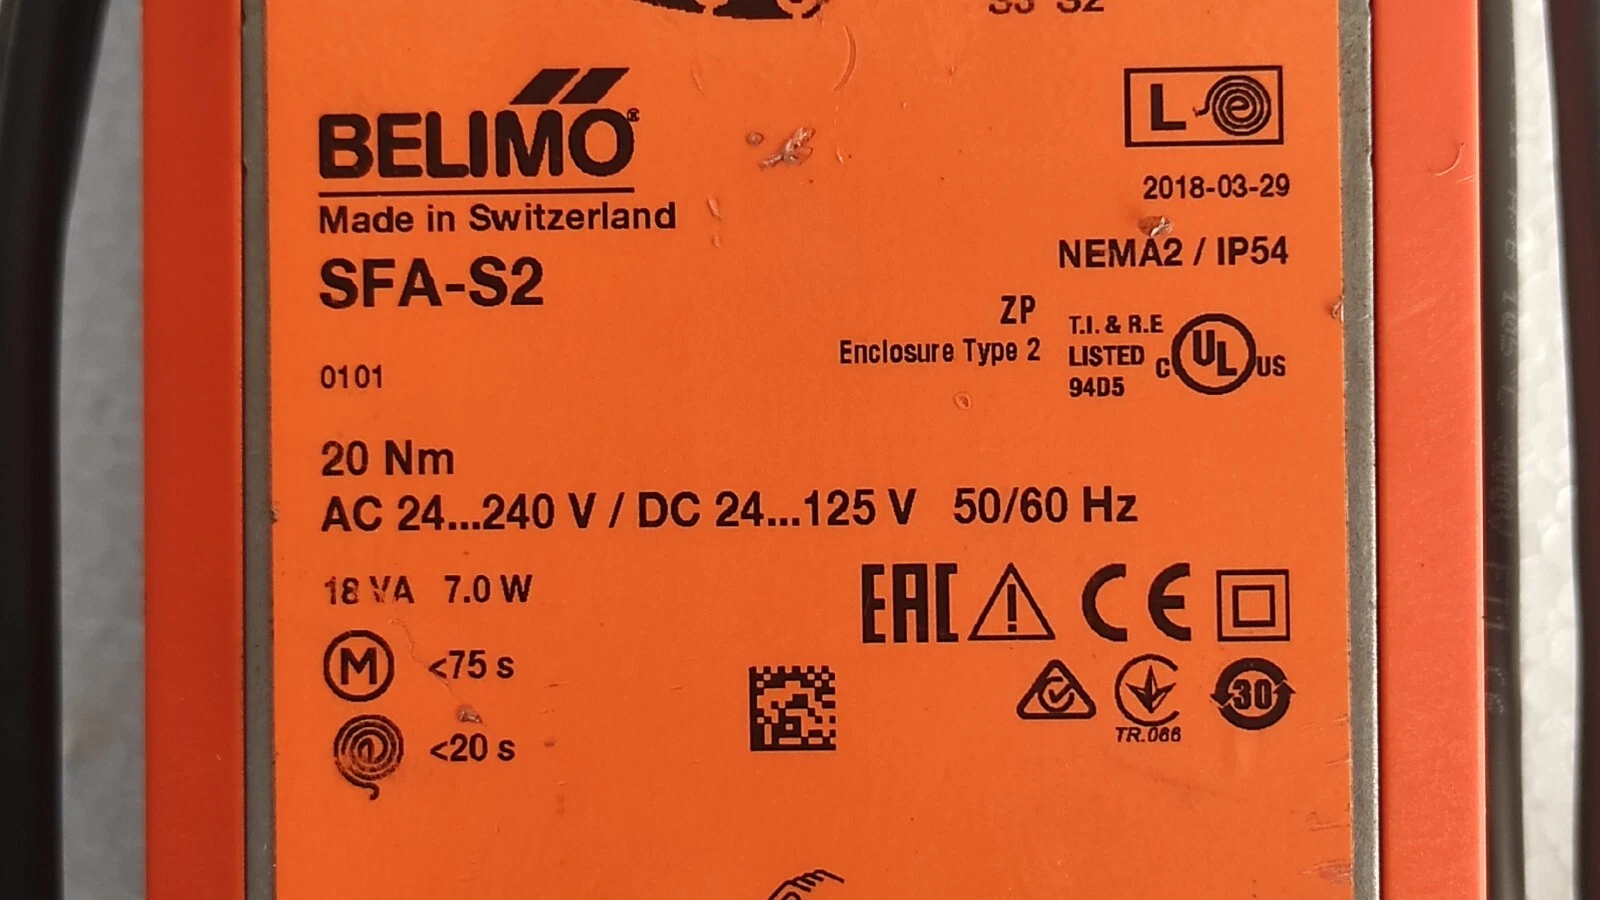 S3 S2
BELIMO®
Made in Switzerland
SFA-S2
0101
L
2018-03-29
NEMA2 / IP54
ZP
Enclosure Type 2
T.I. & R.E
LISTED
94D5
C UL US
20 Nm
AC 24...240 V / DC 24...125 V 50/60 Hz
18 VA 7.0 W
EAC CE
M <75 s
<20 s
30
TR.066